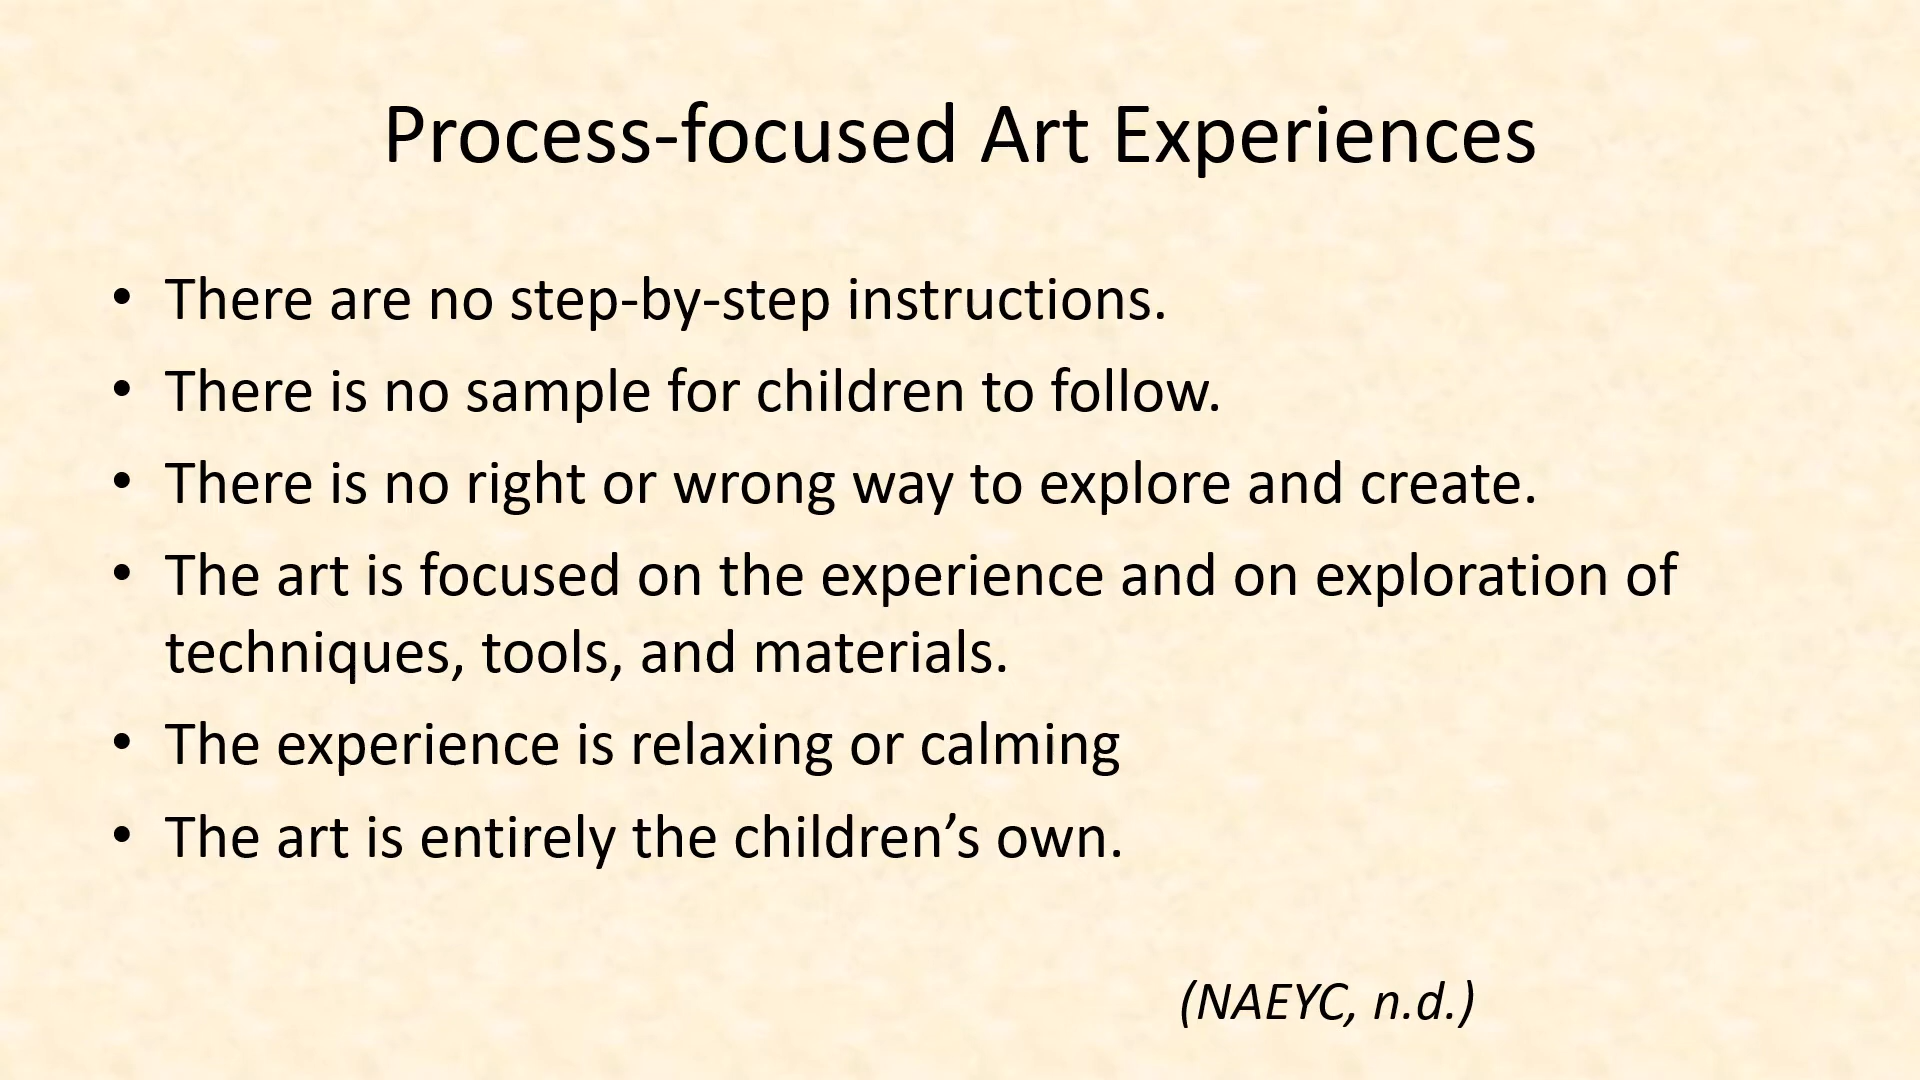 Process-focused Art Experiences
• There are no step-by-step instructions.
• There is no sample for children to follow.
• There is no right or wrong way to explore and create.
• The art is focused on the experience and on exploration of
techniques, tools, and materials.
• The experience is relaxing or calming
• The art is entirely the children’s own.
(NAEYC, n.d.)